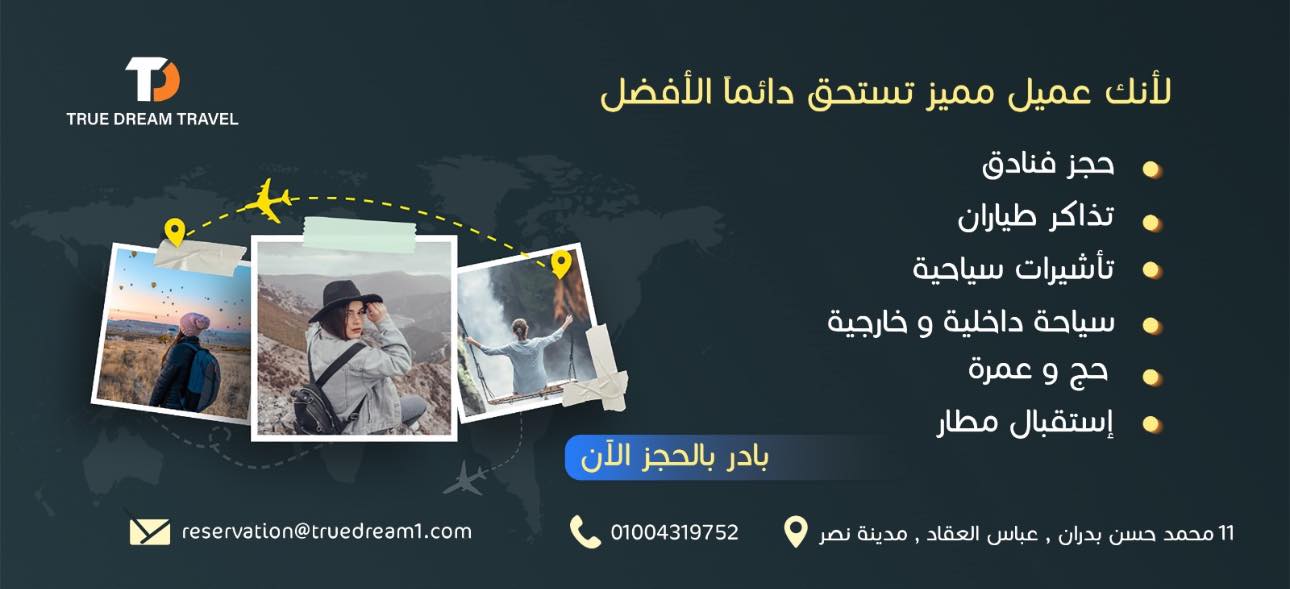 TRUE DREAM TRAVEL
لأنك عميل مميز تستحق دائماً الأفضل
حجز فنادق
تذاكر طياران
تأشيرات سياحية
سياحة داخلية و خارجية
حج و عمرة
إستقبال مطار
بادر بالحجز الآن
11 محمد حسن بدران , عباس العقاد , مدينة نصر
01004319752
reservation@truedream1.com